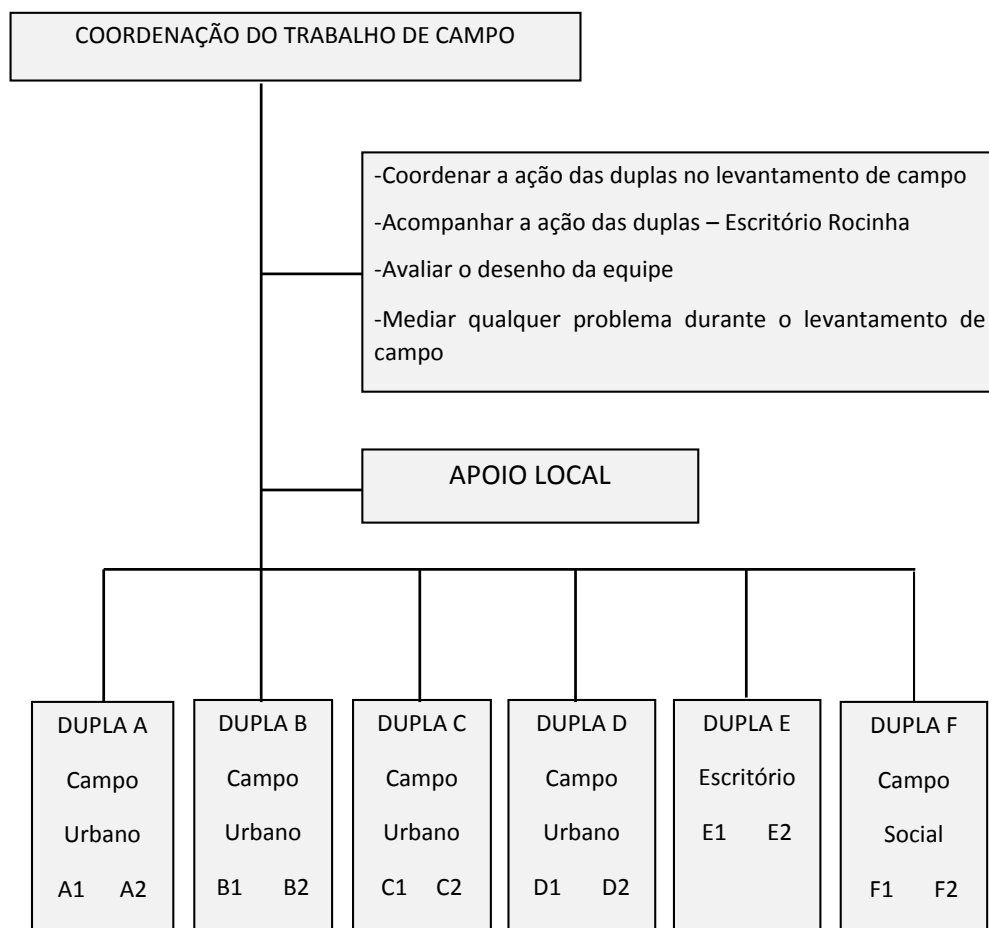 COORDENAÇÃO DO TRABALHO DE CAMPO
-Coordenar a ação das duplas no levantamento de campo
-Acompanhar a ação das duplas – Escritório Rocinha
-Avaliar o desenho da equipe
-Mediar qualquer problema durante o levantamento de
campo
APOIO LOCAL
DUPLA A
Campo
Urbano
A1 A2
DUPLA B
Campo
Urbano
B1 B2
DUPLA C
Campo
Urbano
C1 C2
DUPLA D
Campo
Urbano
D1 D2
DUPLA E
Escritório
E1 E2
DUPLA F
Campo
Social
F1 F2